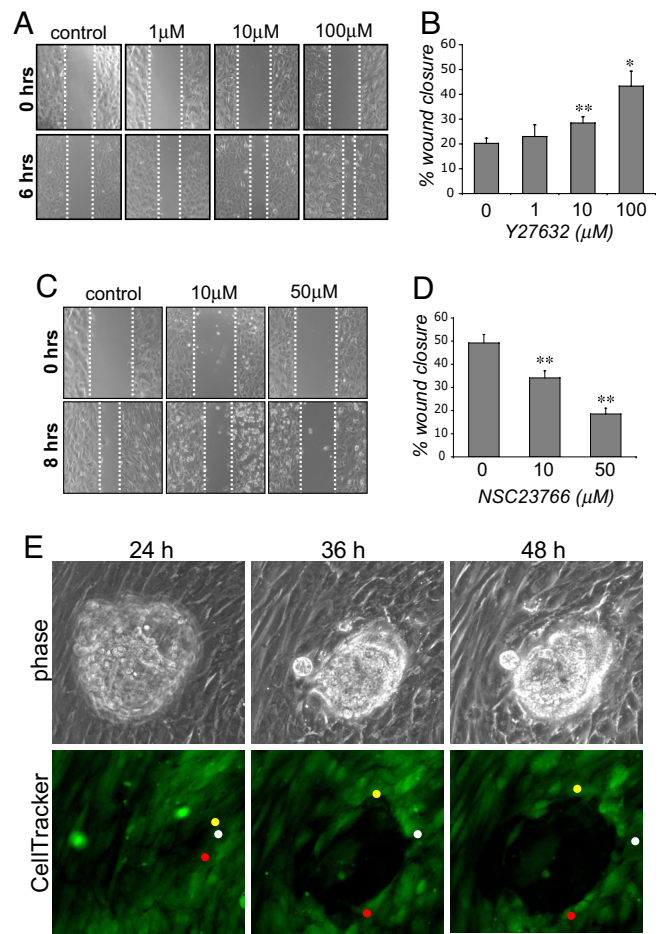 A
control 1μM 10μM 100μM
0 hrs
6 hrs
B
% wound closure
60
50
40
30
20
10
0
** *
0 1 10 100
Y27632 (μM)
C
control 10μM 50μM
0 hrs
8 hrs
D
% wound closure
60
50
40
30
20
10
0
** **
0 10 50
NSC23766 (μM)
E
24 h 36 h 48 h
phase
CellTracker